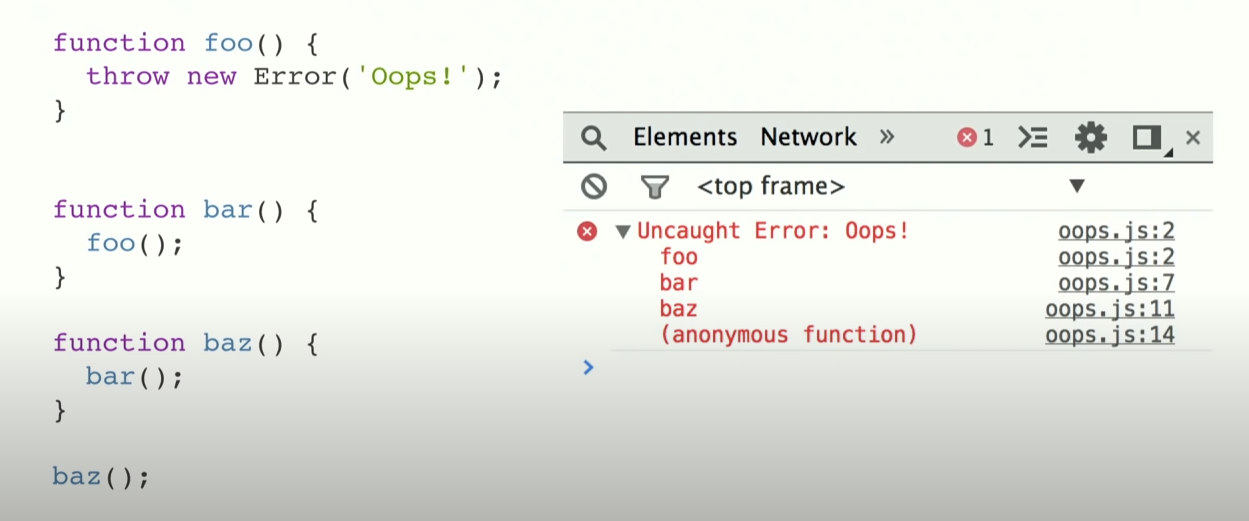 function foo() {
  throw new Error('Oops!');
}
function bar() {
  foo();
}
function baz() {
  bar();
}
baz();
Elements Network » 1 ×
<top frame> ▼
▼ Uncaught Error: Oops! oops.js:2
foo oops.js:2
bar oops.js:7
baz oops.js:11
(anonymous function) oops.js:14
>